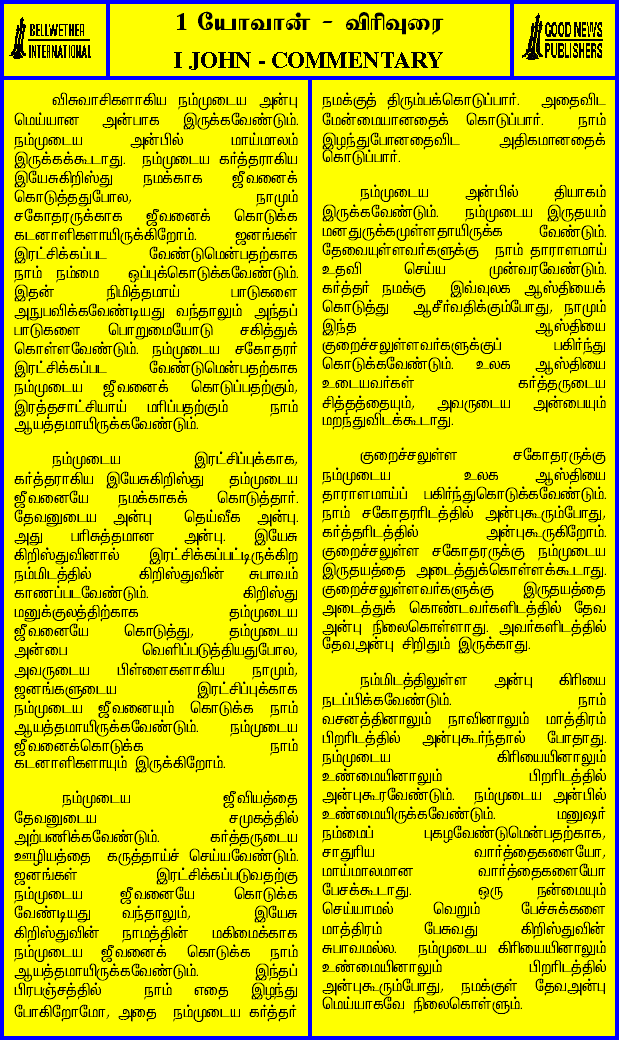 BELLWETHER
INTERNATIONAL
1 யோவான் - விரிவுரை
I JOHN - COMMENTARY
GOOD NEWS
PUBLISHERS
விசுவாசிகளாகிய நம்முடைய அன்பு
மெய்யான அன்பாக இருக்கவேண்டும்.
நம்முடைய அன்பில் மாய்மாலம்
இருக்கக்கூடாது. நம்முடைய கர்த்தராகிய
இயேசுகிறிஸ்து நமக்காக ஜீவனைக்
கொடுத்ததுபோல, நாமும்
சகோதரருக்காக ஜீவனைக் கொடுக்க
கடனாளிகளாயிருக்கிறோம். ஜனங்கள்
இரட்சிக்கப்பட வேண்டுமென்பதற்காக
நாம் நம்மை ஒப்புக்கொடுக்கவேண்டும்.
இதன் நிமித்தமாய் பாடுகளை
அநுபவிக்கவேண்டியது வந்தாலும் அந்தப்
பாடுகளை பொறுமையோடு சகித்துக்
கொள்ளவேண்டும். நம்முடைய சகோதரர்
இரட்சிக்கப்பட வேண்டுமென்பதற்காக
நம்முடைய ஜீவனைக் கொடுப்பதற்கும்,
இரத்தசாட்சியாய் மரிப்பதற்கும் நாம்
ஆயத்தமாயிருக்கவேண்டும்.
நம்முடைய இரட்சிப்புக்காக,
கர்த்தராகிய இயேசுகிறிஸ்து தம்முடைய
ஜீவனையே நமக்காகக் கொடுத்தார்.
தேவனுடைய அன்பு தெய்வீக அன்பு.
அது பரிசுத்தமான அன்பு. இயேசு
கிறிஸ்துவினால் இரட்சிக்கப்பட்டிருக்கிற
நம்மிடத்தில் கிறிஸ்துவின் சுபாவம்
காணப்படவேண்டும். கிறிஸ்து
மனுக்குலத்திற்காக தம்முடைய
ஜீவனையே கொடுத்து, தம்முடைய
அன்பை வெளிப்படுத்தியதுபோல,
அவருடைய பிள்ளைகளாகிய நாமும்,
ஜனங்களுடைய இரட்சிப்புக்காக
நம்முடைய ஜீவனையும் கொடுக்க நாம்
ஆயத்தமாயிருக்கவேண்டும். நம்முடைய
ஜீவனைக்கொடுக்க நாம்
கடனாளிகளாயும் இருக்கிறோம்.
நம்முடைய ஜீவியத்தை
தேவனுடைய சமுகத்தில்
அற்பணிக்கவேண்டும். கர்த்தருடைய
ஊழியத்தை கருத்தாய்ச் செய்யவேண்டும்.
ஜனங்கள் இரட்சிக்கப்படுவதற்கு
நம்முடைய ஜீவனையே கொடுக்க
வேண்டியது வந்தாலும், இயேசு
கிறிஸ்துவின் நாமத்தின் மகிமைக்காக
நம்முடைய ஜீவனைக் கொடுக்க நாம்
ஆயத்தமாயிருக்கவேண்டும். இந்தப்
பிரபஞ்சத்தில் நாம் எதை இழந்து
போகிறோமோ, அதை நம்முடைய கர்த்தர்
நமக்குத் திரும்பக்கொடுப்பார். அதைவிட
மேன்மையானதைக் கொடுப்பார். நாம்
இழந்துபோனதைவிட அதிகமானதைக்
கொடுப்பார்.
நம்முடைய அன்பில் தியாகம்
இருக்கவேண்டும். நம்முடைய இருதயம்
மனதுருக்கமுள்ளதாயிருக்க வேண்டும்.
தேவையுள்ளவர்களுக்கு நாம் தாராளமாய்
உதவி செய்ய முன்வரவேண்டும்.
கர்த்தர் நமக்கு இவ்வுலக ஆஸ்தியைக்
கொடுத்து ஆசீர்வதிக்கும்போது, நாமும்
இந்த ஆஸ்தியை
குறைச்சலுள்ளவர்களுக்குப் பகிர்ந்து
கொடுக்கவேண்டும். உலக ஆஸ்தியை
உடையவர்கள் கர்த்தருடைய
சித்தத்தையும், அவருடைய அன்பையும்
மறந்துவிடக்கூடாது.
குறைச்சலுள்ள சகோதரருக்கு
நம்முடைய உலக ஆஸ்தியை
தாராளமாய்ப் பகிர்ந்துகொடுக்கவேண்டும்.
நாம் சகோதரரிடத்தில் அன்புகூரும்போது,
கர்த்தரிடத்தில் அன்புகூருகிறோம்.
குறைச்சலுள்ள சகோதரருக்கு நம்முடைய
இருதயத்தை அடைத்துக்கொள்ளக்கூடாது.
குறைச்சலுள்ளவர்களுக்கு இருதயத்தை
அடைத்துக் கொண்டவர்களிடத்தில் தேவ
அன்பு நிலைகொள்ளாது. அவர்களிடத்தில்
தேவஅன்பு சிறிதும் இருக்காது.
நம்மிடத்திலுள்ள அன்பு கிரியை
நடப்பிக்கவேண்டும். நாம்
வசனத்தினாலும் நாவினாலும் மாத்திரம்
பிறரிடத்தில் அன்புகூர்ந்தால் போதாது.
நம்முடைய கிரியையினாலும்
உண்மையினாலும் பிறரிடத்தில்
அன்புகூரவேண்டும். நம்முடைய அன்பில்
உண்மையிருக்கவேண்டும். மனுஷர்
நம்மைப் புகழவேண்டுமென்பதற்காக,
சாதுரிய வார்த்தைகளையோ,
மாய்மாலமான வார்த்தைகளையோ
பேசக்கூடாது. ஒரு நன்மையும்
செய்யாமல் வெறும் பேச்சுக்களை
மாத்திரம் பேசுவது கிறிஸ்துவின்
சுபாவமல்ல. நம்முடைய கிரியையினாலும்
உண்மையினாலும் பிறரிடத்தில்
அன்புகூரும்போது, நமக்குள் தேவஅன்பு
மெய்யாகவே நிலைகொள்ளும்.